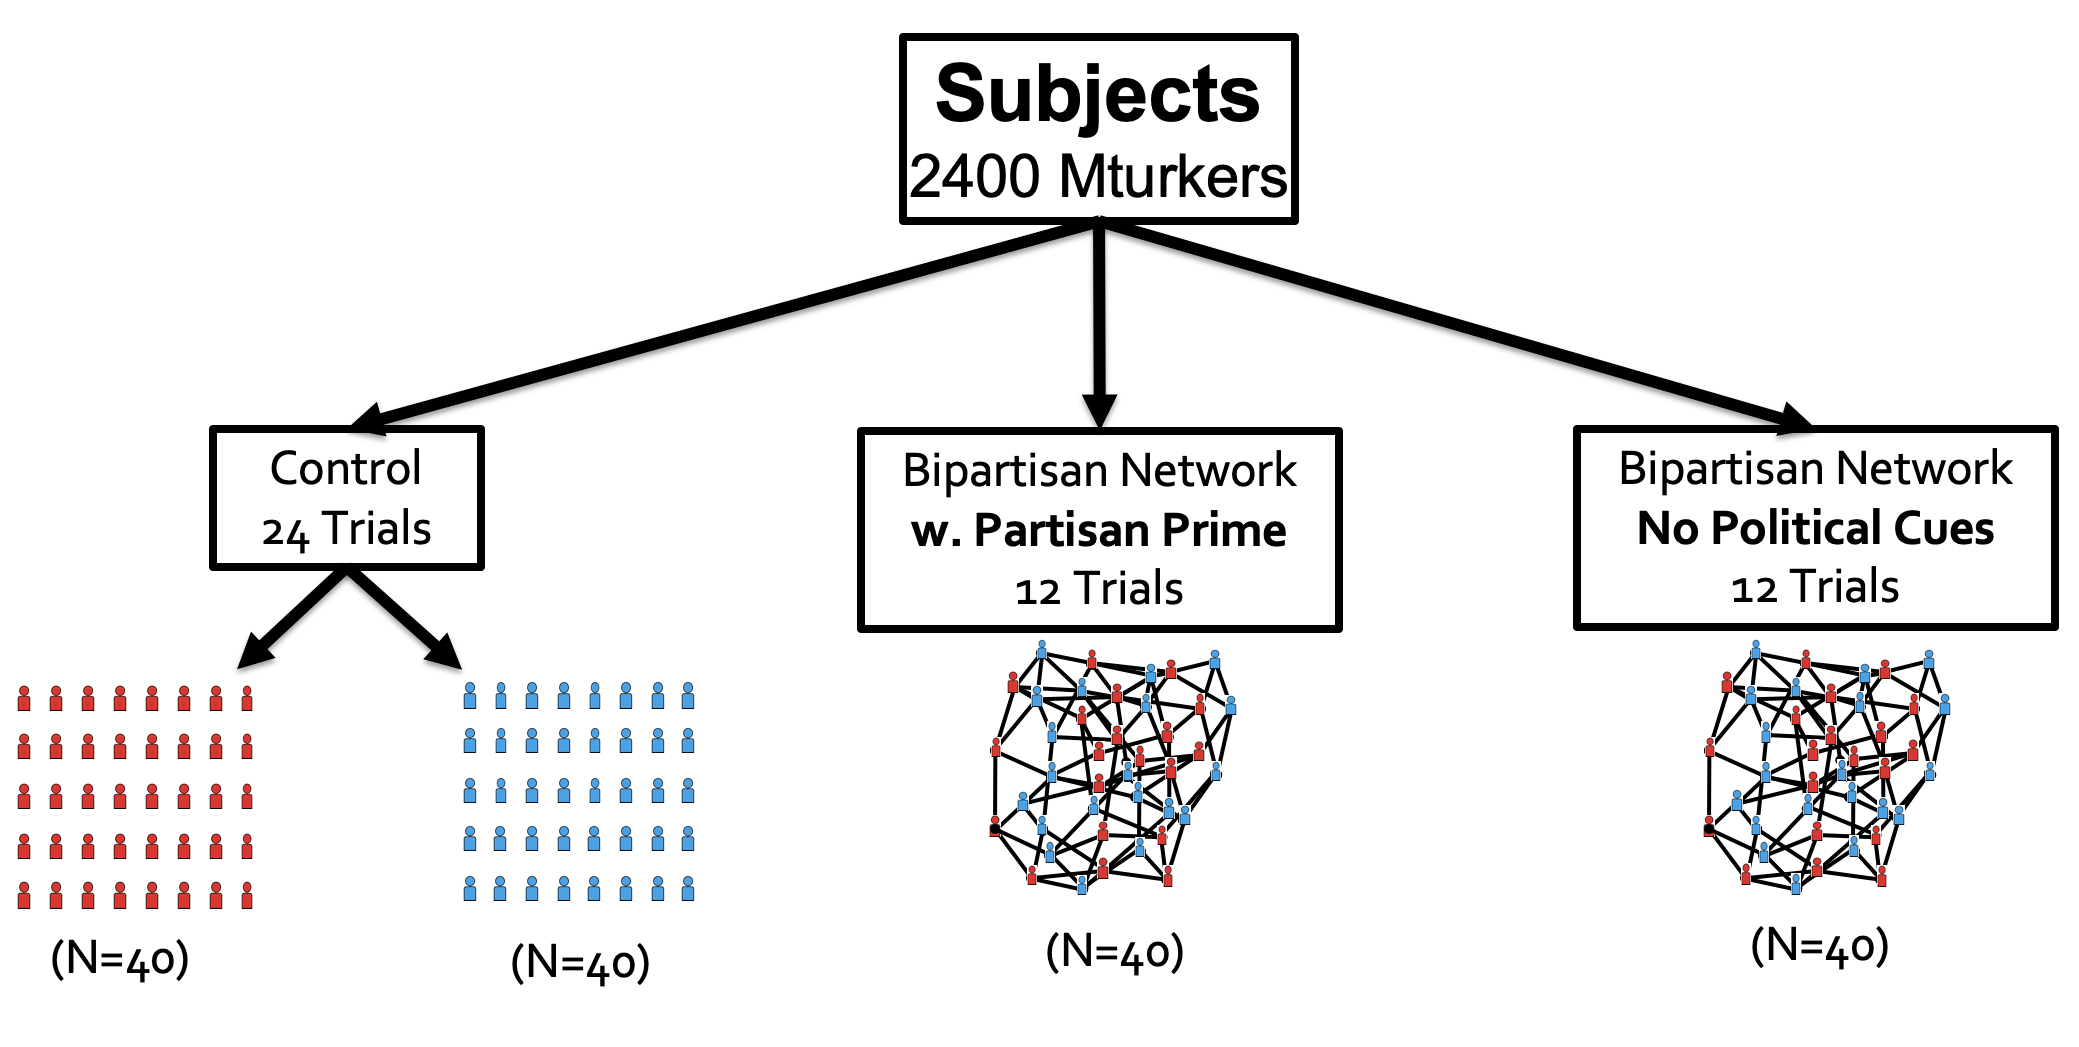 Subjects
2400 Mturkers
Control
24 Trials
Bipartisan Network
w. Partisan Prime
12 Trials
Bipartisan Network
No Political Cues
12 Trials
(N=40)
(N=40)
(N=40)
(N=40)